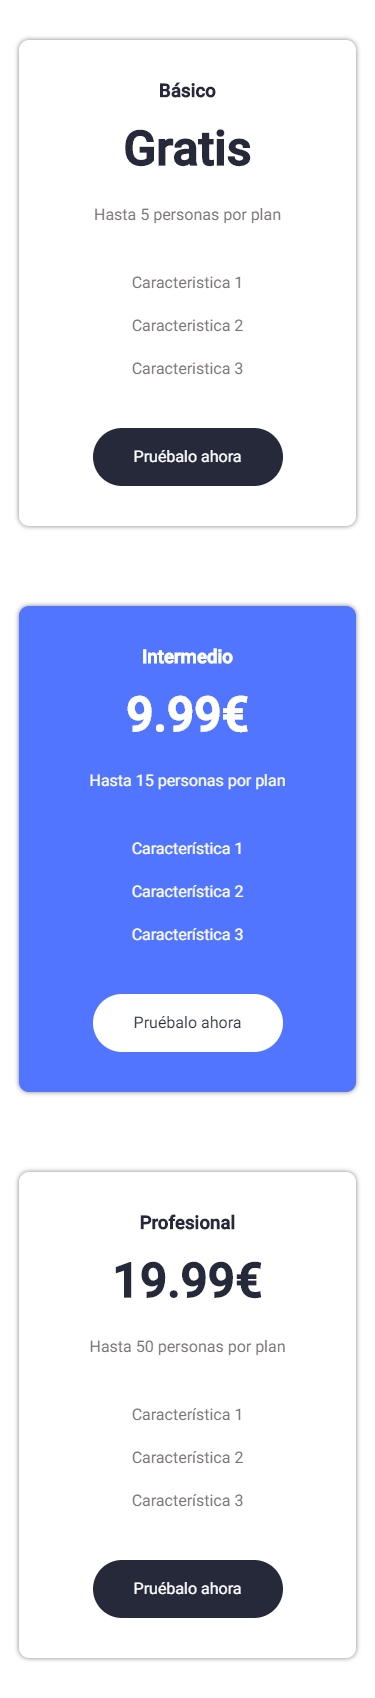 Básico
Gratis
Hasta 5 personas por plan
Caracteristica 1
Caracteristica 2
Caracteristica 3
Pruébalo ahora
Intermedio
9.99€
Hasta 15 personas por plan
Característica 1
Característica 2
Característica 3
Pruébalo ahora
Profesional
19.99€
Hasta 50 personas por plan
Característica 1
Característica 2
Característica 3
Pruébalo ahora